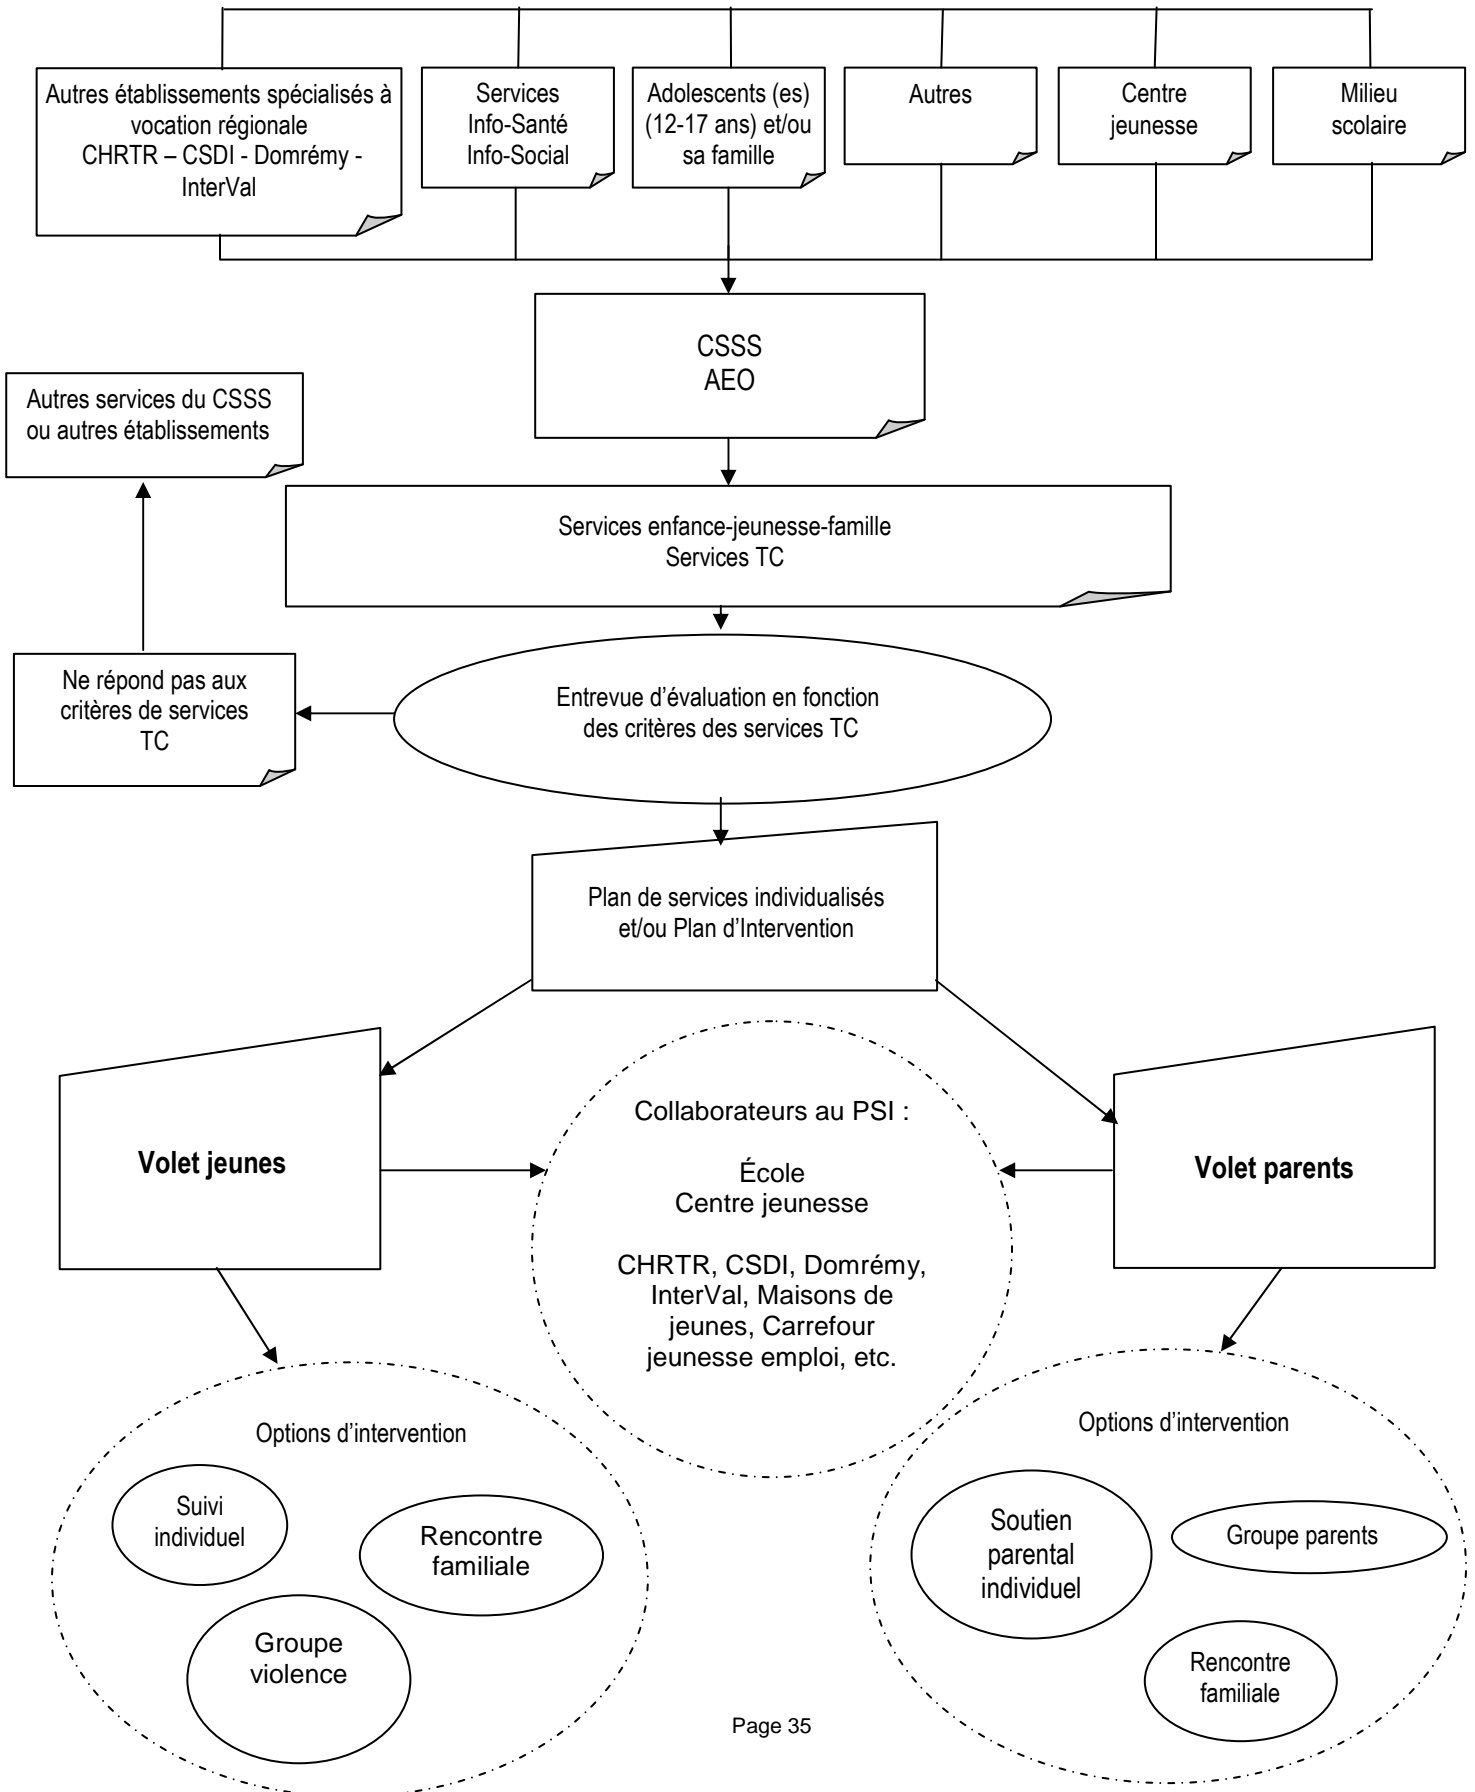 Autres établissements spécialisés à
vocation régionale
CHRTR – CSDI - Domrémy -
InterVal
Services
Info-Santé
Info-Social
Adolescents (es)
(12-17 ans) et/ou
sa famille
Autres
Centre
jeunesse
Milieu
scolaire
CSSS
AEO
Autres services du CSSS
ou autres établissements
Services enfance-jeunesse-famille
Services TC
Ne répond pas aux
critères de services
TC
Entrevue d’évaluation en fonction
des critères des services TC
Plan de services individualisés
et/ou Plan d’Intervention
Volet jeunes
Collaborateurs au PSI :
École
Centre jeunesse
CHRTR, CSDI, Domrémy,
InterVal, Maisons de
jeunes, Carrefour
jeunesse emploi, etc.
Volet parents
Options d’intervention
Suivi
individuel
Rencontre
familiale
Groupe
violence
Options d’intervention
Soutien
parental
individuel
Groupe parents
Rencontre
familiale
Page 35